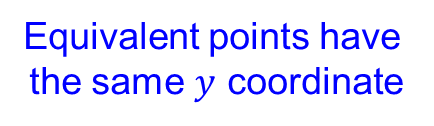 Equivalent points have
the same y coordinate